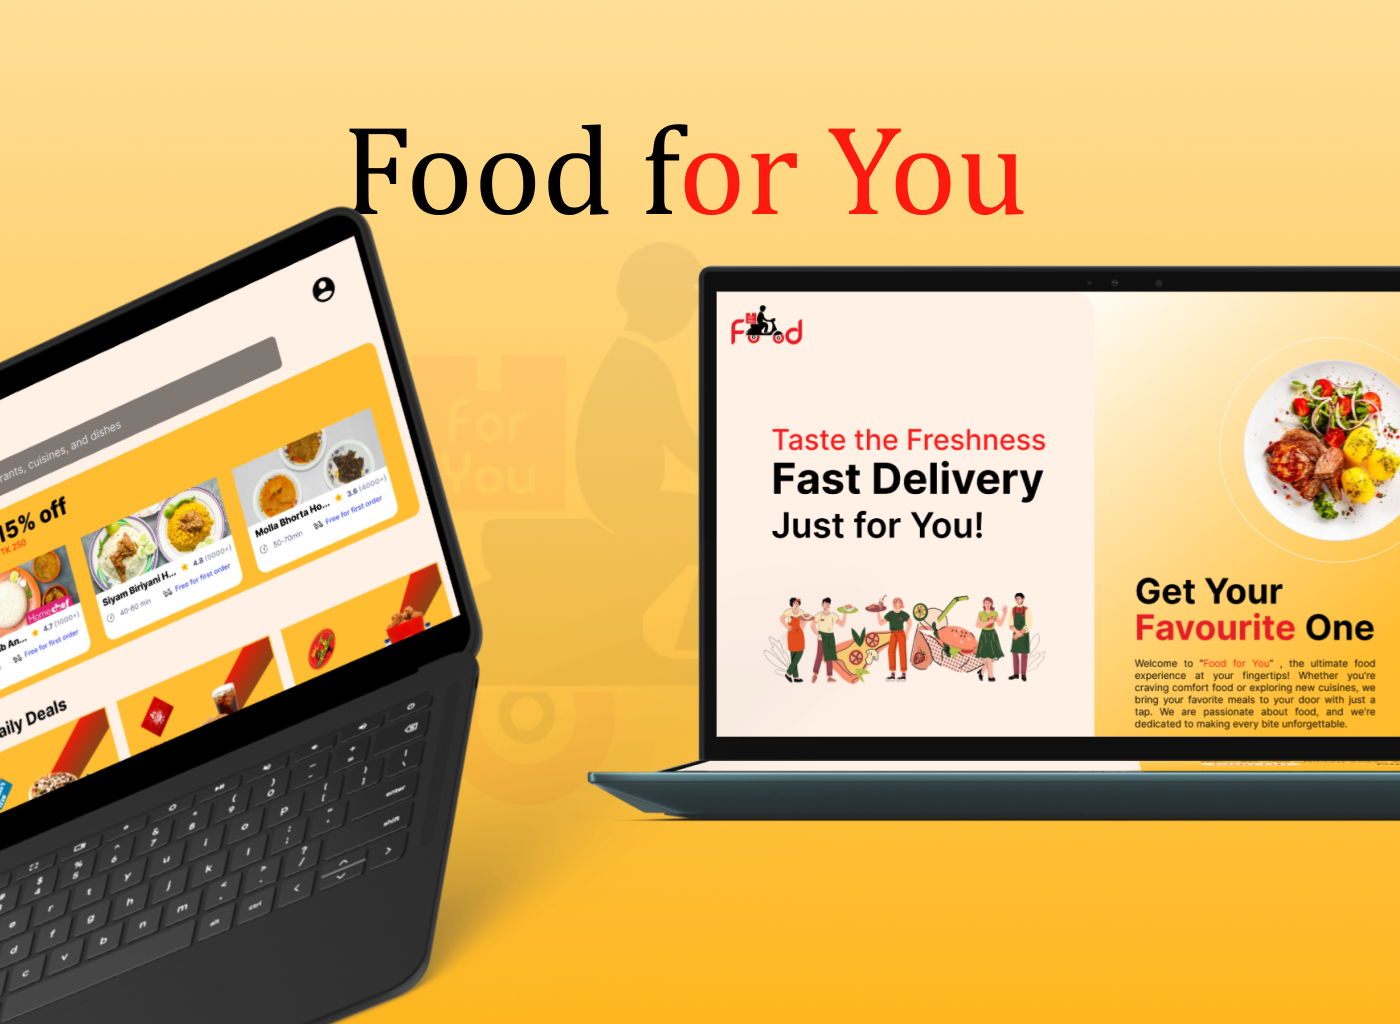 Food for You
rants, cuisines, and dishes
15% off
TK 250
Homechef
b An... ★ 4.7 (1000+)
Free for first order
Siyam Biriyani H... ★ 4.8 (5000+)
40-60 min Free for first order
Molla Bhorta Ho... ★ 3.6 (4000+)
50-70min Free for first order
aily Deals
for
You
Food
Taste the Freshness
Fast Delivery
Just for You!
Get Your
Favourite One
Welcome to "Food for You" , the ultimate food
experience at your fingertips! Whether you're
craving comfort food or exploring new cuisines, we
bring your favorite meals to your door with just a
tap. We are passionate about food, and we're
dedicated to making every bite unforgettable.
enter
shift
alt
ctrl